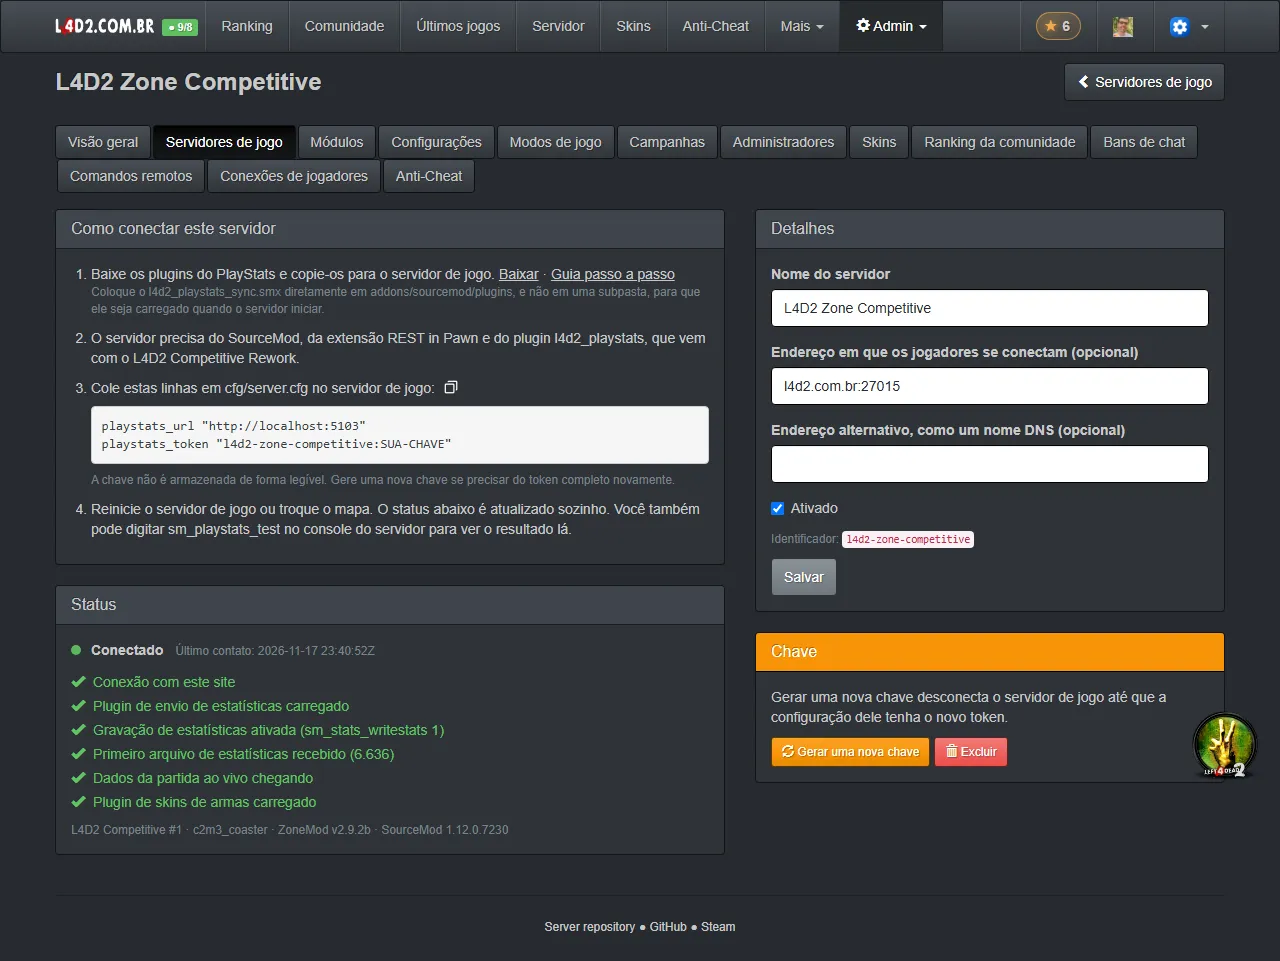 L4D2.COM.BR
9/8
Ranking
Comunidade
Últimos jogos
Servidor
Skins
Anti-Cheat
Mais
Admin
6
L4D2 Zone Competitive
Servidores de jogo
Visão geral
Servidores de jogo
Módulos
Configurações
Modos de jogo
Campanhas
Administradores
Skins
Ranking da comunidade
Bans de chat
Comandos remotos
Conexões de jogadores
Anti-Cheat
Como conectar este servidor
1. Baixe os plugins do PlayStats e copie-os para o servidor de jogo. Baixar · Guia passo a passo
Coloque o l4d2_playstats_sync.smx diretamente em addons/sourcemod/plugins, e não em uma subpasta, para que
ele seja carregado quando o servidor iniciar.
2. O servidor precisa do SourceMod, da extensão REST in Pawn e do plugin l4d2_playstats, que vem
com o L4D2 Competitive Rework.
3. Cole estas linhas em cfg/server.cfg no servidor de jogo:
playstats_url "http://localhost:5103"
playstats_token "l4d2-zone-competitive:SUA-CHAVE"
A chave não é armazenada de forma legível. Gere uma nova chave se precisar do token completo novamente.
4. Reinicie o servidor de jogo ou troque o mapa. O status abaixo é atualizado sozinho. Você também
pode digitar sm_playstats_test no console do servidor para ver o resultado lá.
Status
Conectado Último contato: 2026-11-17 23:40:52Z
Conexão com este site
Plugin de envio de estatísticas carregado
Gravação de estatísticas ativada (sm_stats_writestats 1)
Primeiro arquivo de estatísticas recebido (6.636)
Dados da partida ao vivo chegando
Plugin de skins de armas carregado
L4D2 Competitive #1 · c2m3_coaster · ZoneMod v2.9.2b · SourceMod 1.12.0.7230
Detalhes
Nome do servidor
L4D2 Zone Competitive
Endereço em que os jogadores se conectam (opcional)
l4d2.com.br:27015
Endereço alternativo, como um nome DNS (opcional)
Ativado
Identificador: l4d2-zone-competitive
Salvar
Chave
Gerar uma nova chave desconecta o servidor de jogo até que a
configuração dele tenha o novo token.
Gerar uma nova chave
Excluir
LEFT 4 DEAD 2
Server repository ● GitHub ● Steam